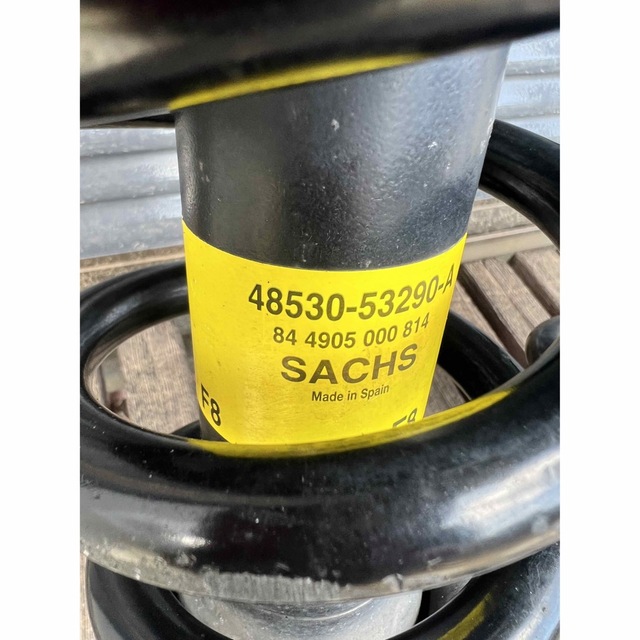 48530-53290-A
84 4905 000 814
SACHS
Made in Spain
F8